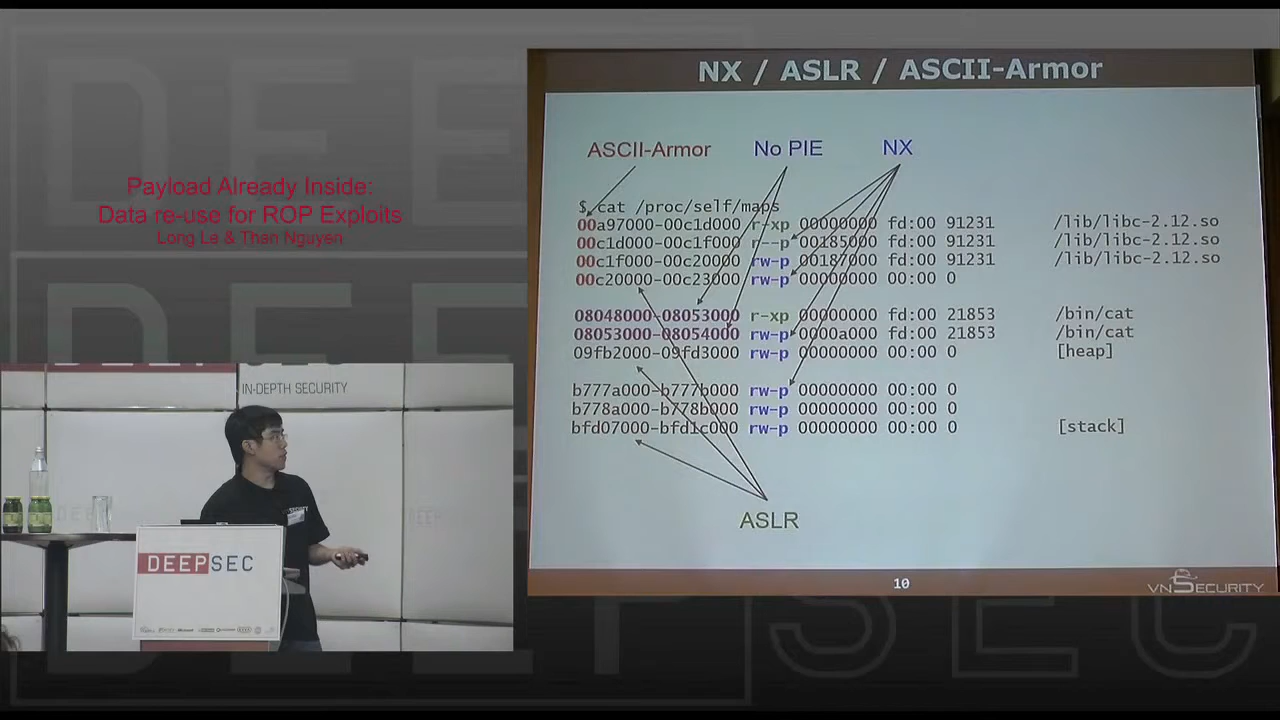 Payload Already Inside:
Data re-use for ROP Exploits
Long Le & Than Nguyen
IN-DEPTH SECURITY
DEEPSEC
NX / ASLR / ASCII-Armor
ASCII-Armor No PIE NX
$ cat /proc/self/maps
00a97000-00c1d000 r-xp 00000000 fd:00 91231 /lib/libc-2.12.so
00c1d000-00c1f000 r--p 00185000 fd:00 91231 /lib/libc-2.12.so
00c1f000-00c20000 rw-p 00187000 fd:00 91231 /lib/libc-2.12.so
00c20000-00c23000 rw-p 00000000 00:00 0
08048000-08053000 r-xp 00000000 fd:00 21853 /bin/cat
08053000-08054000 rw-p 0000a000 fd:00 21853 /bin/cat
09fb2000-09fd3000 rw-p 00000000 00:00 0 [heap]
b777a000-b777b000 rw-p 00000000 00:00 0
b778a000-b778b000 rw-p 00000000 00:00 0
bfd07000-bfd1c000 rw-p 00000000 00:00 0 [stack]
ASLR
10
VNSECURITY